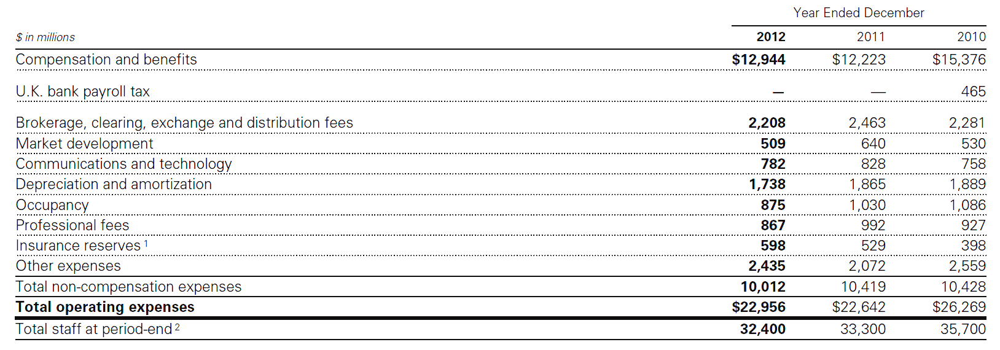 Year Ended December
$ in millions 2012 2011 2010
Compensation and benefits $12,944 $12,223 $15,376
U.K. bank payroll tax — — 465
Brokerage, clearing, exchange and distribution fees 2,208 2,463 2,281
Market development 509 640 530
Communications and technology 782 828 758
Depreciation and amortization 1,738 1,865 1,889
Occupancy 875 1,030 1,086
Professional fees 867 992 927
Insurance reserves 1 598 529 398
Other expenses 2,435 2,072 2,559
Total non-compensation expenses 10,012 10,419 10,428
Total operating expenses $22,956 $22,642 $26,269
Total staff at period-end 2 32,400 33,300 35,700